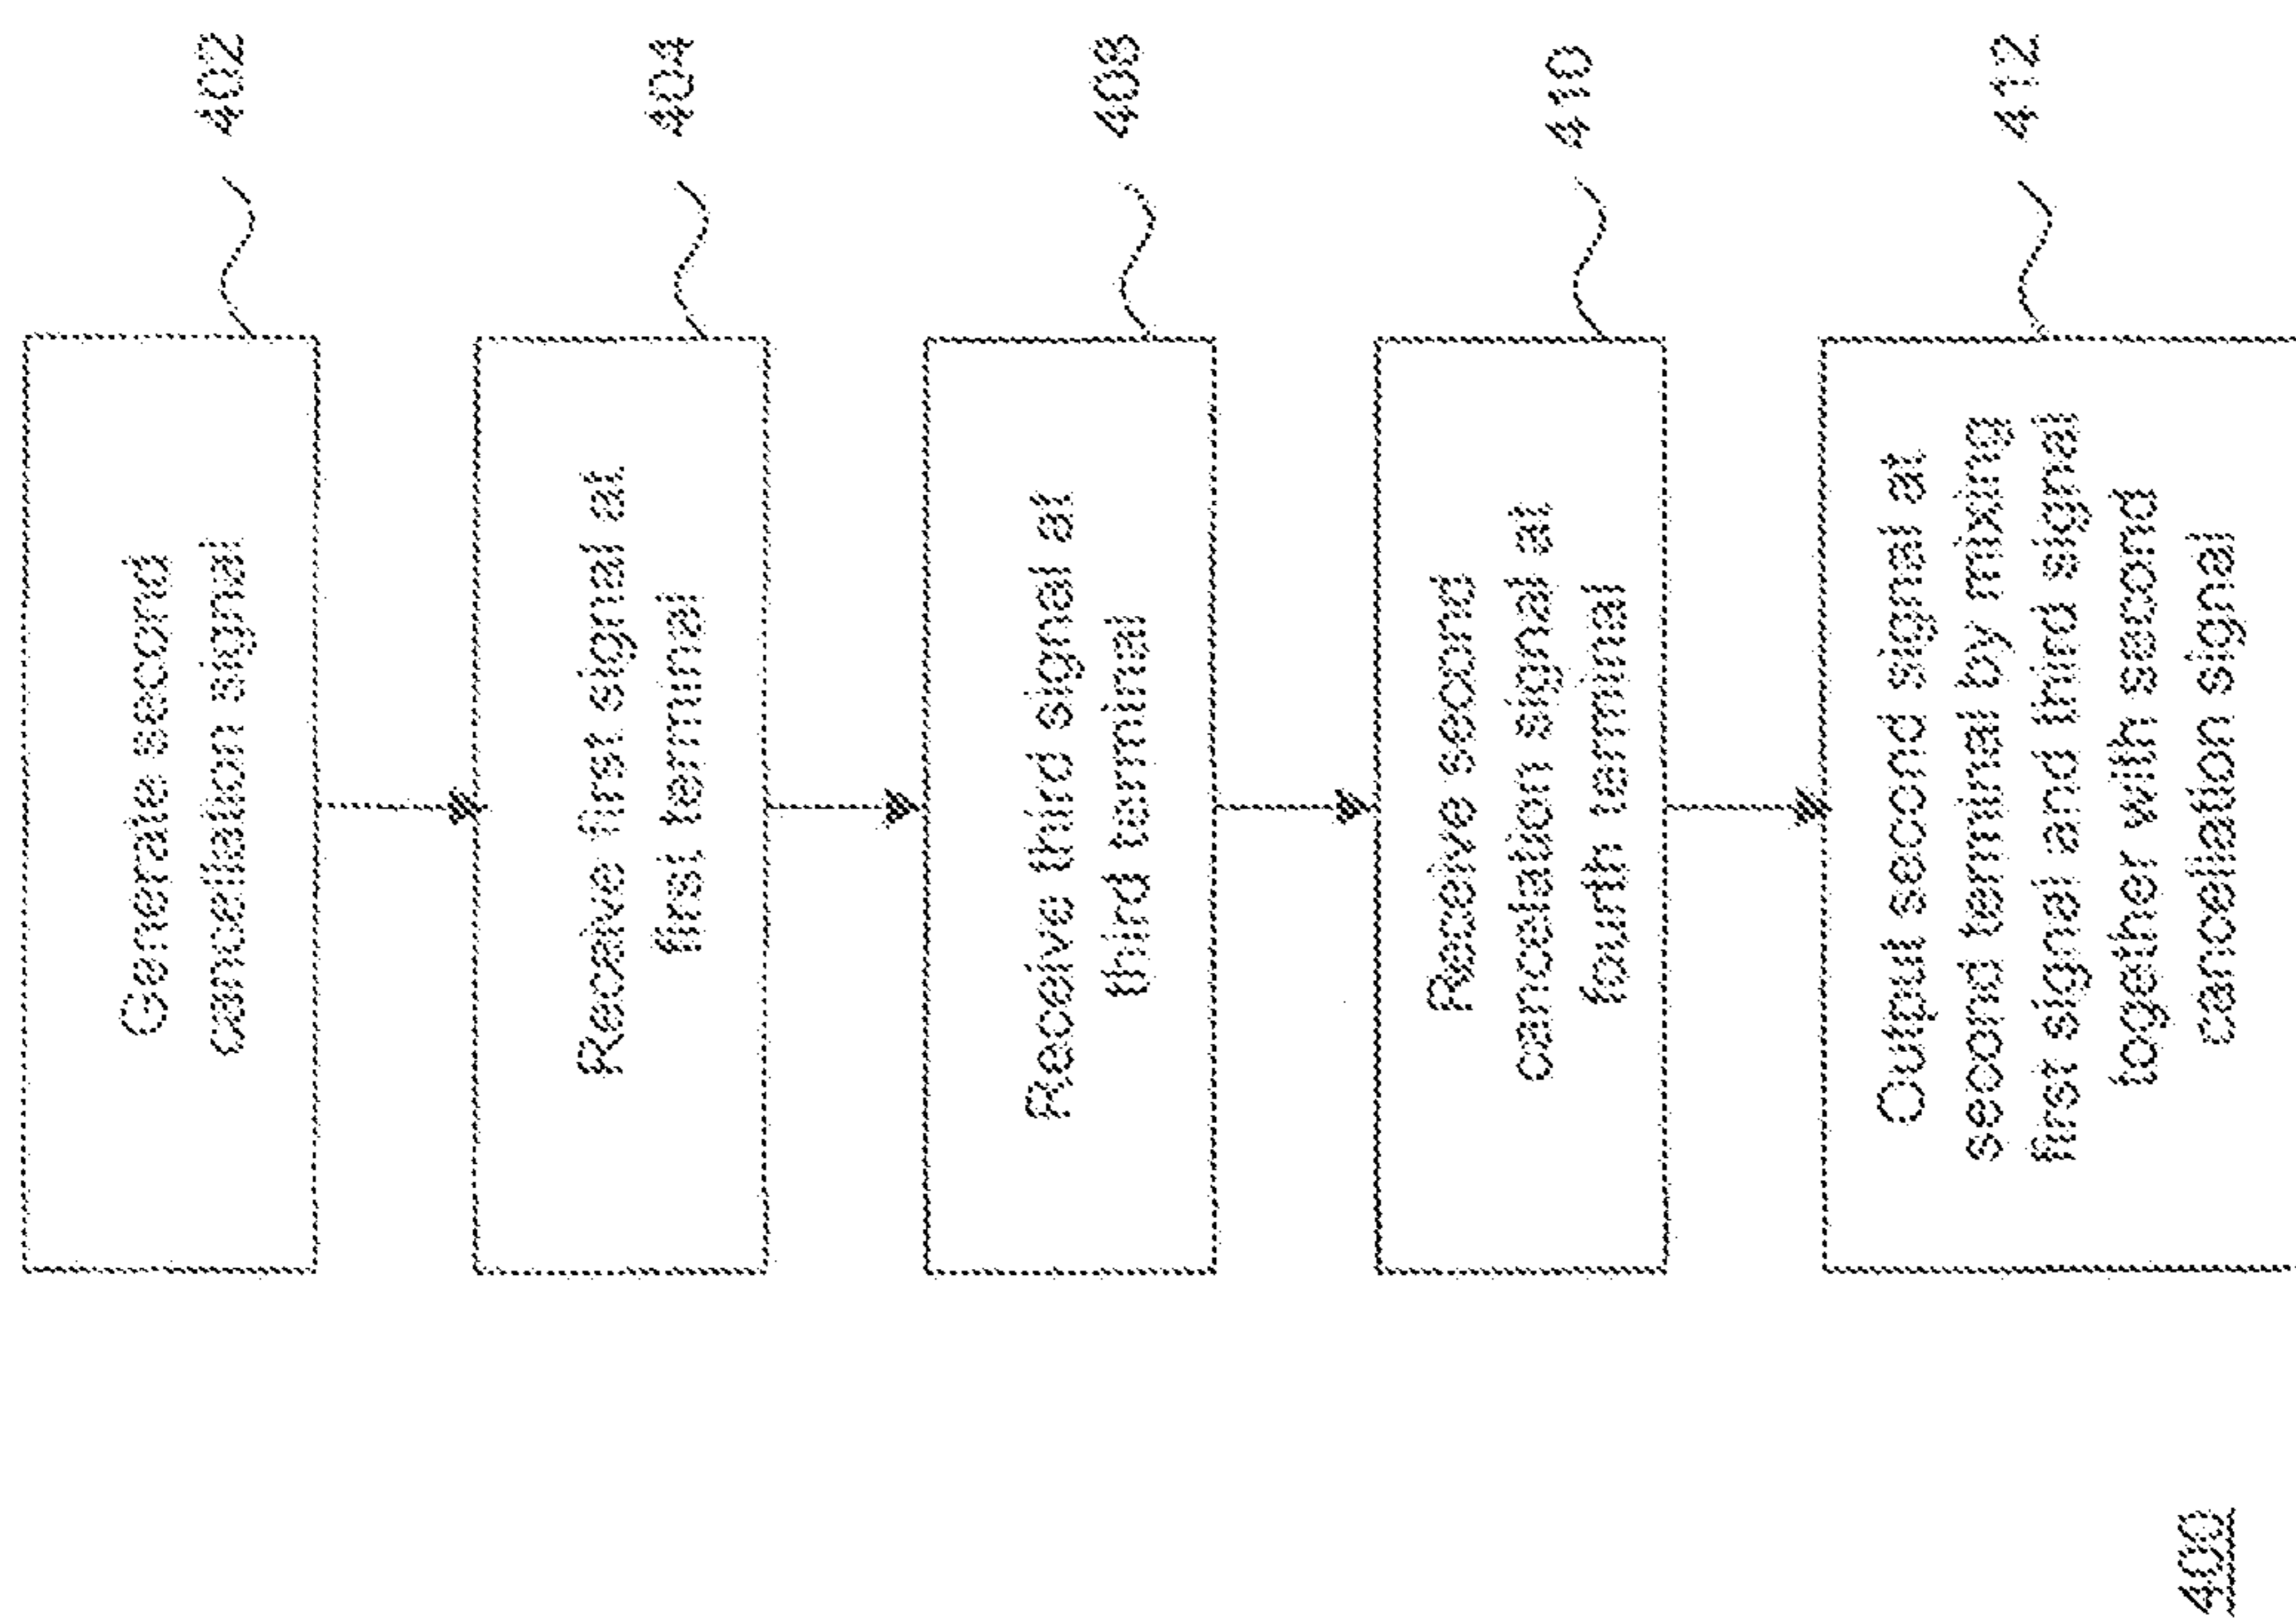 Generate second
cancellation signal
402
Receive first signal at
first terminal
404
Receive third signal at
third terminal
408
Receive second
cancelation signal at
fourth terminal
410
Output second signal at
second terminal by mixing
first signal and third signal
together with second
cancellation signal
412
400